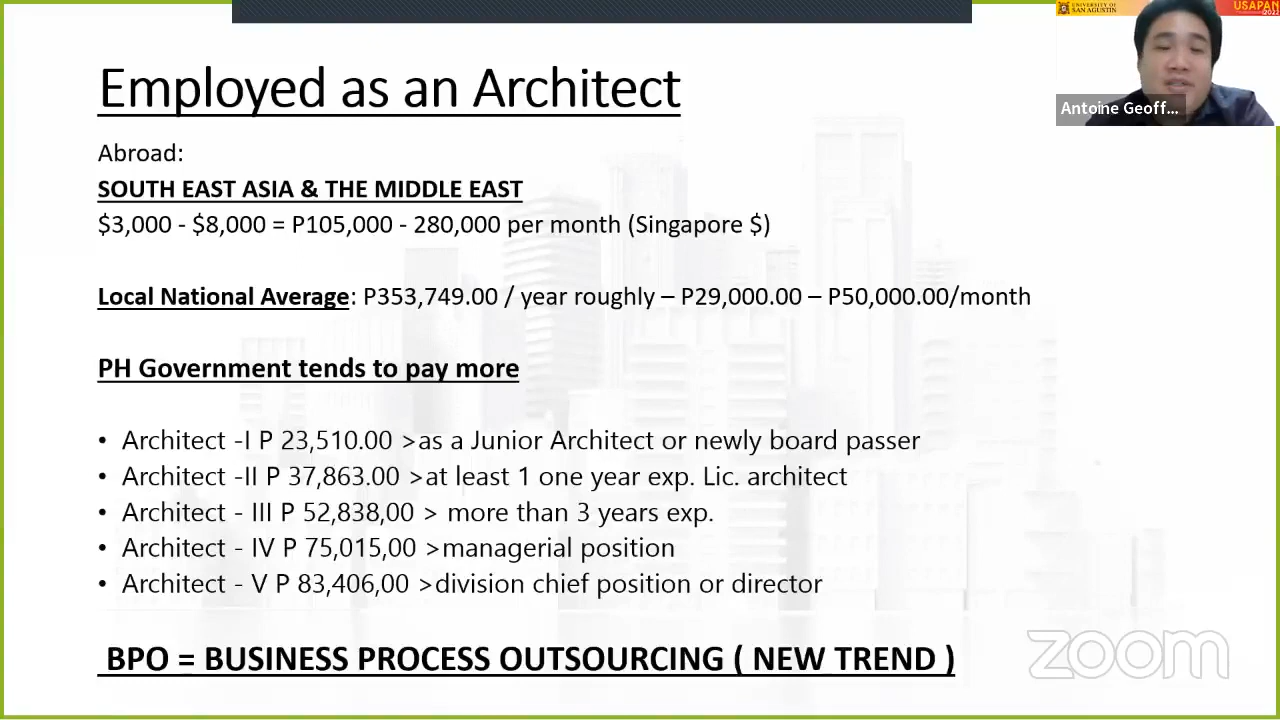 Employed as an Architect
Abroad:
SOUTH EAST ASIA & THE MIDDLE EAST
$3,000 - $8,000 = P105,000 - 280,000 per month (Singapore $)
Local National Average: P353,749.00 / year roughly – P29,000.00 – P50,000.00/month
PH Government tends to pay more
• Architect -I P 23,510.00 >as a Junior Architect or newly board passer
• Architect -II P 37,863.00 >at least 1 one year exp. Lic. architect
• Architect - III P 52,838,00 > more than 3 years exp.
• Architect - IV P 75,015,00 >managerial position
• Architect - V P 83,406,00 >division chief position or director
BPO = BUSINESS PROCESS OUTSOURCING ( NEW TREND )
UNIVERSITY OF
SAN AGUSTIN
USAPAN
2022
Antoine Geoff...
zoom